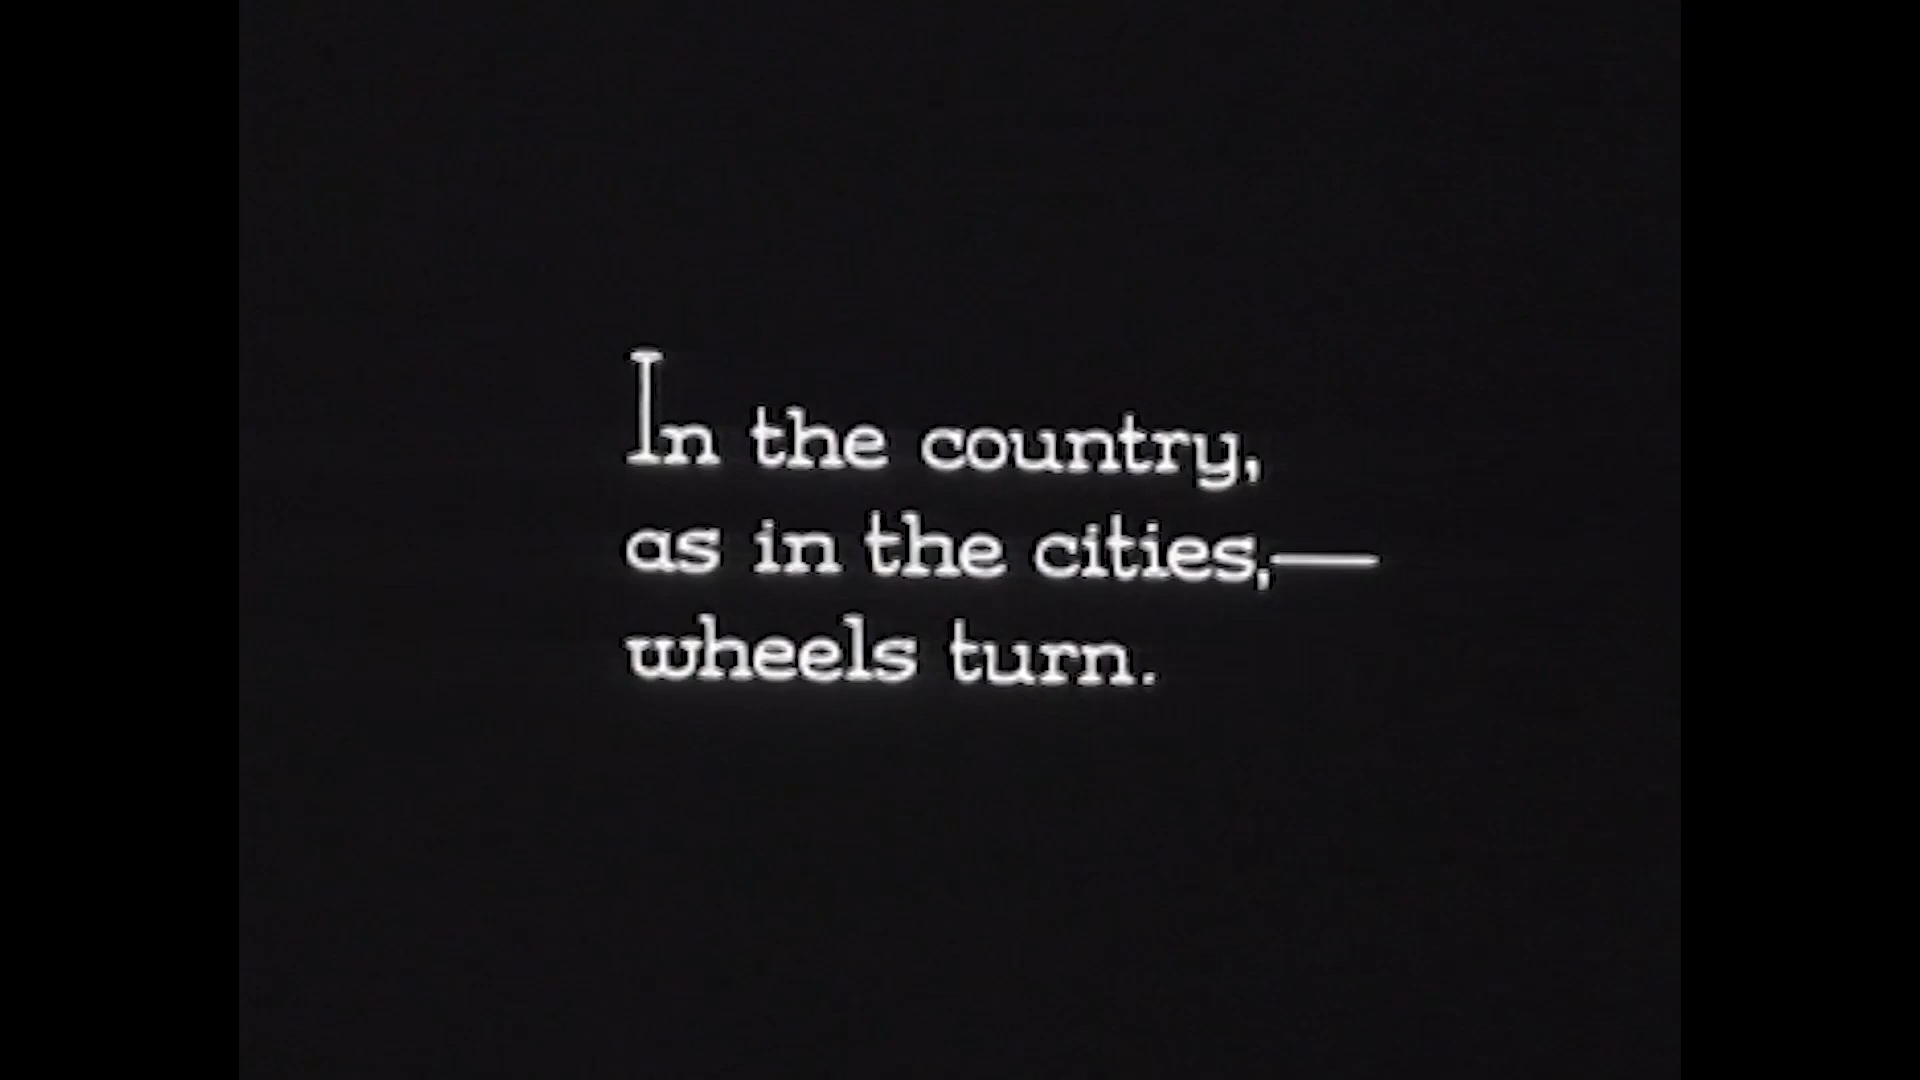 In the country,
as in the cities,—
wheels turn.